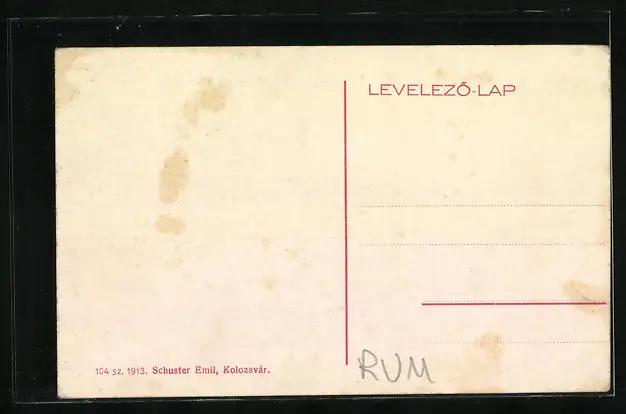 LEVELEZŐ-LAP
104 sz. 1913. Schuster Emil, Kolozsvár.
RUM